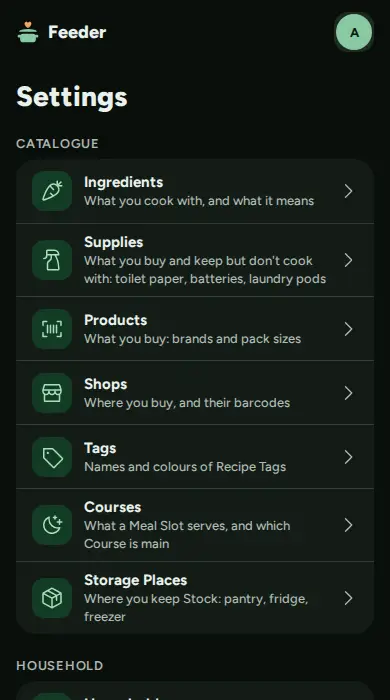 Feeder
A
Settings
CATALOGUE
Ingredients
What you cook with, and what it means
Supplies
What you buy and keep but don't cook
with: toilet paper, batteries, laundry pods
Products
What you buy: brands and pack sizes
Shops
Where you buy, and their barcodes
Tags
Names and colours of Recipe Tags
Courses
What a Meal Slot serves, and which
Course is main
Storage Places
Where you keep Stock: pantry, fridge,
freezer
HOUSEHOLD